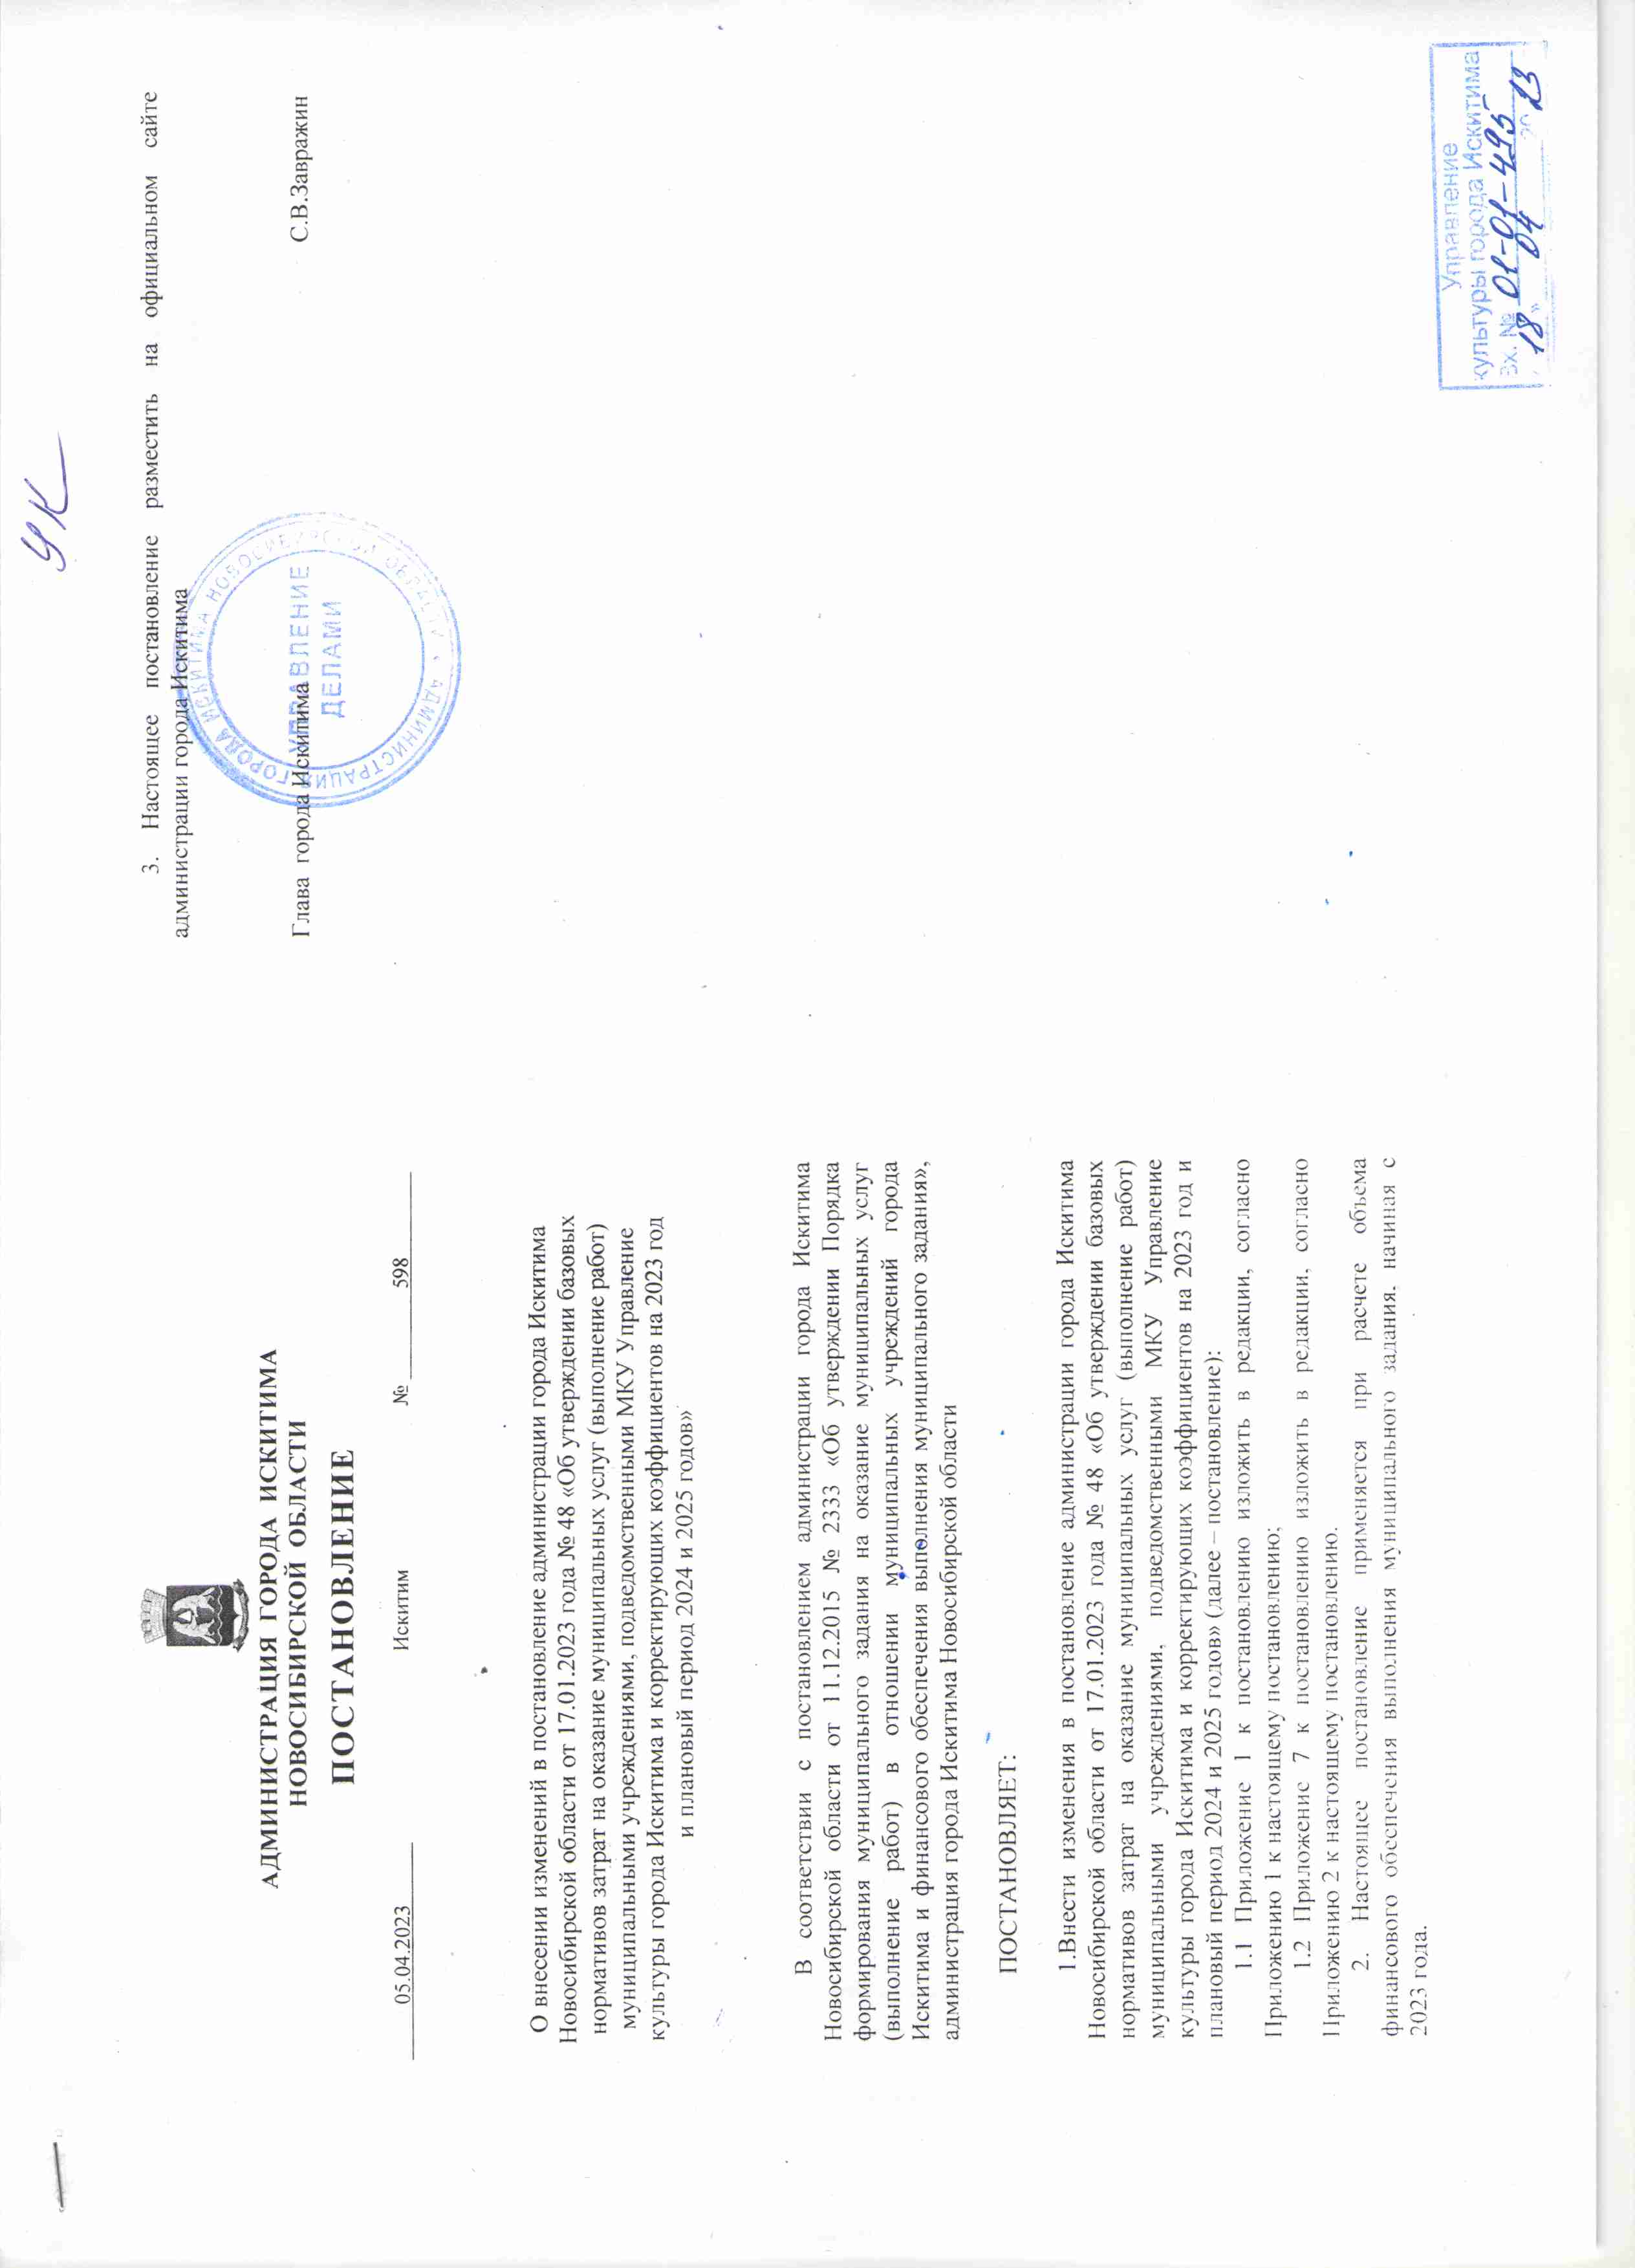 АДМИНИСТРАЦИЯ ГОРОДА ИСКИТИМА
НОВОСИБИРСКОЙ ОБЛАСТИ
ПОСТАНОВЛЕНИЕ
05.04.2023 Искитим № 598
О внесении изменений в постановление администрации города Искитима
Новосибирской области от 17.01.2023 года № 48 «Об утверждении базовых
нормативов затрат на оказание муниципальных услуг (выполнение работ)
муниципальными учреждениями, подведомственными МКУ Управление
культуры города Искитима и корректирующих коэффициентов на 2023 год
и плановый период 2024 и 2025 годов»
В соответствии с постановлением администрации города Искитима
Новосибирской области от 11.12.2015 № 2333 «Об утверждении Порядка
формирования муниципального задания на оказание муниципальных услуг
(выполнение работ) в отношении муниципальных учреждений города
Искитима и финансового обеспечения выполнения муниципального задания»,
администрация города Искитима Новосибирской области
ПОСТАНОВЛЯЕТ:
1.Внести изменения в постановление администрации города Искитима
Новосибирской области от 17.01.2023 года № 48 «Об утверждении базовых
нормативов затрат на оказание муниципальных услуг (выполнение работ)
муниципальными учреждениями, подведомственными МКУ Управление
культуры города Искитима и корректирующих коэффициентов на 2023 год и
плановый период 2024 и 2025 годов» (далее – постановление):
1.1 Приложение 1 к постановлению изложить в редакции, согласно
Приложению 1 к настоящему постановлению;
1.2 Приложение 7 к постановлению изложить в редакции, согласно
Приложению 2 к настоящему постановлению.
2. Настоящее постановление применяется при расчете объема
финансового обеспечения выполнения муниципального задания, начиная с
2023 года.
УК
3. Настоящее постановление разместить на официальном сайте
администрации города Искитима
Глава города Искитима С.В.Завражин
АДМИНИСТРАЦИЯ ГОРОДА ИСКИТИМА НОВОСИБИРСКОЙ ОБЛАСТИ
УПРАВЛЕНИЕ
ДЕЛАМИ
Управление
культуры города Искитима
Вх. № 01-01-495
18 04 20 23